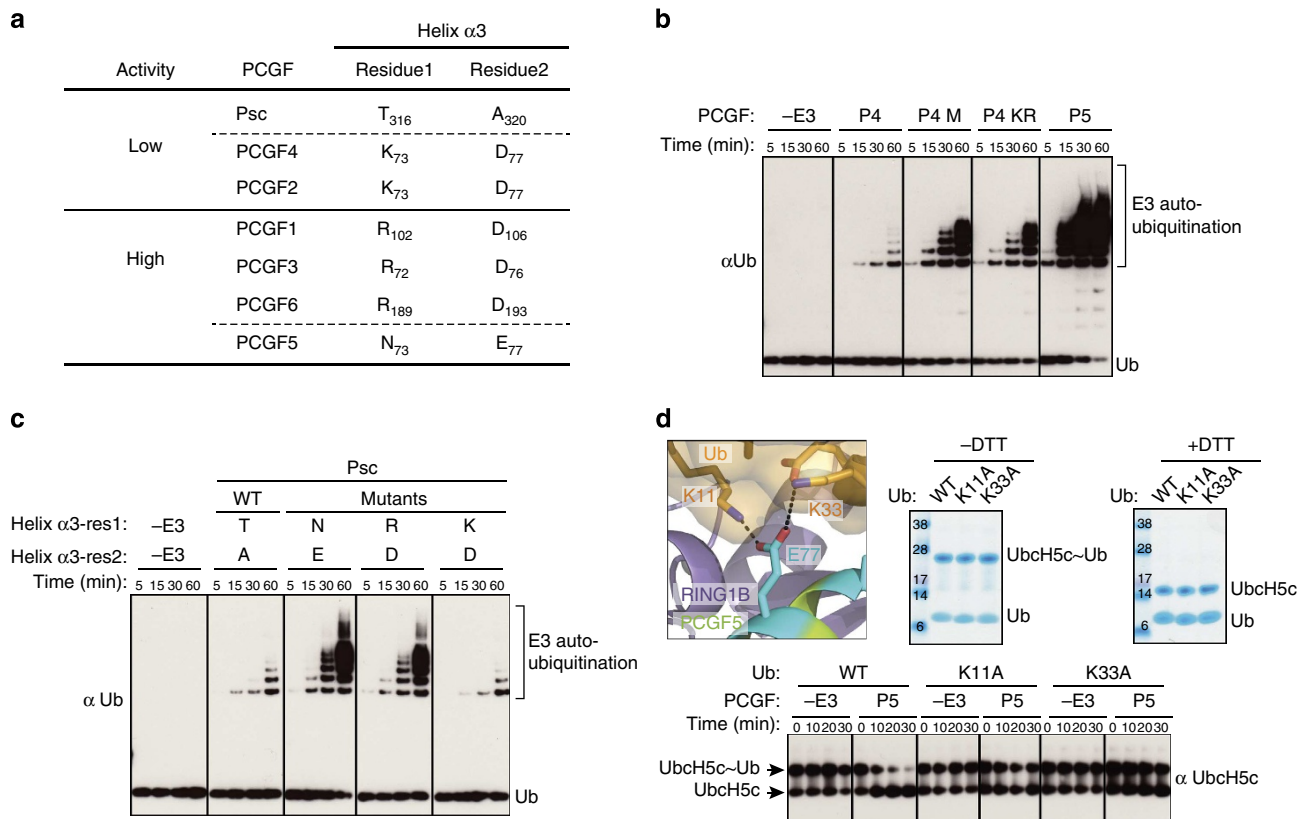 a
Helix α3
Activity PCGF Residue1 Residue2
Psc T316 A320
Low
PCGF4 K73 D77
PCGF2 K73 D77
PCGF1 R102 D106
High
PCGF3 R72 D76
PCGF6 R189 D193
PCGF5 N73 E77
b
PCGF: –E3 P4 P4 M P4 KR P5
Time (min): 5 15 30 60 5 15 30 60 5 15 30 60 5 15 30 60 5 15 30 60
E3 auto-
ubiquitination
αUb
Ub
c
Psc
WT Mutants
Helix α3-res1: –E3 T N R K
Helix α3-res2: –E3 A E D D
Time (min): 5 15 30 60 5 15 30 60 5 15 30 60 5 15 30 60 5 15 30 60
E3 auto-
ubiquitination
α Ub
Ub
d
Ub
K11
K33
E77
RING1B
PCGF5
–DTT
Ub: WT K11A K33A
38
28
17
14
6
UbcH5c~Ub
Ub
+DTT
Ub: WT K11A K33A
38
28
17
14
6
UbcH5c
Ub
Ub: WT K11A K33A
PCGF: –E3 P5 –E3 P5 –E3 P5
Time (min): 0 10 20 30 0 10 20 30 0 10 20 30 0 10 20 30 0 10 20 30 0 10 20 30
UbcH5c~Ub
UbcH5c
α UbcH5c